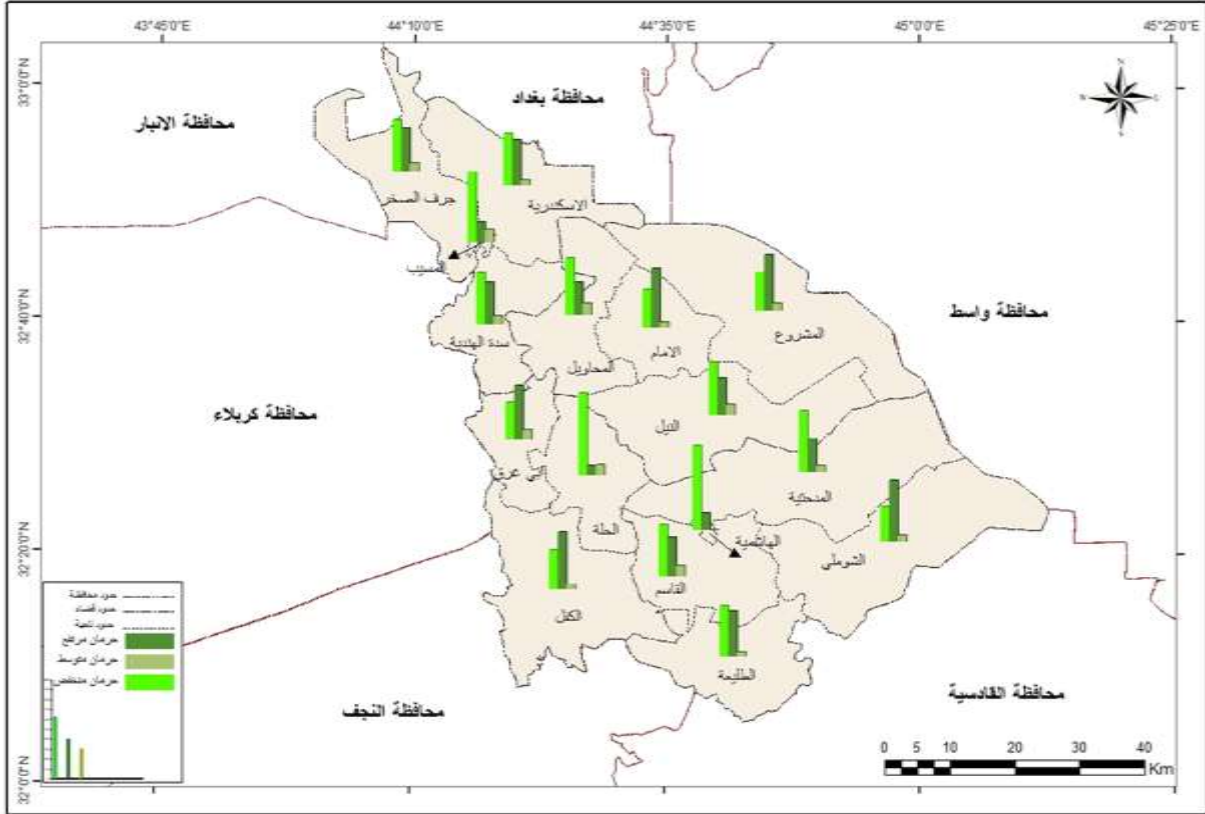 43°45'0"E 44°10'0"E 44°35'0"E 45°0'0"E 45°25'0"E
33°0'0"N
32°40'0"N
32°20'0"N
32°0'0"N
N
محافظة بغداد
محافظة الانبار
جرف الصخر
الاسكندرية
المسيب
محافظة واسط
سدة الهندية
المحاويل
الامام
المشروع
محافظة كربلاء
النيل
ابي غرق
المدحتية
الحلة
الهاشمية
الشوملي
الكفل
القاسم
الطليعة
محافظة القادسية
محافظة النجف
حدود محافظة
حدود قضاء
حدود ناحية
حرمان مرتفع
حرمان متوسط
حرمان منخفض
0 5 10 20 30 40
Km